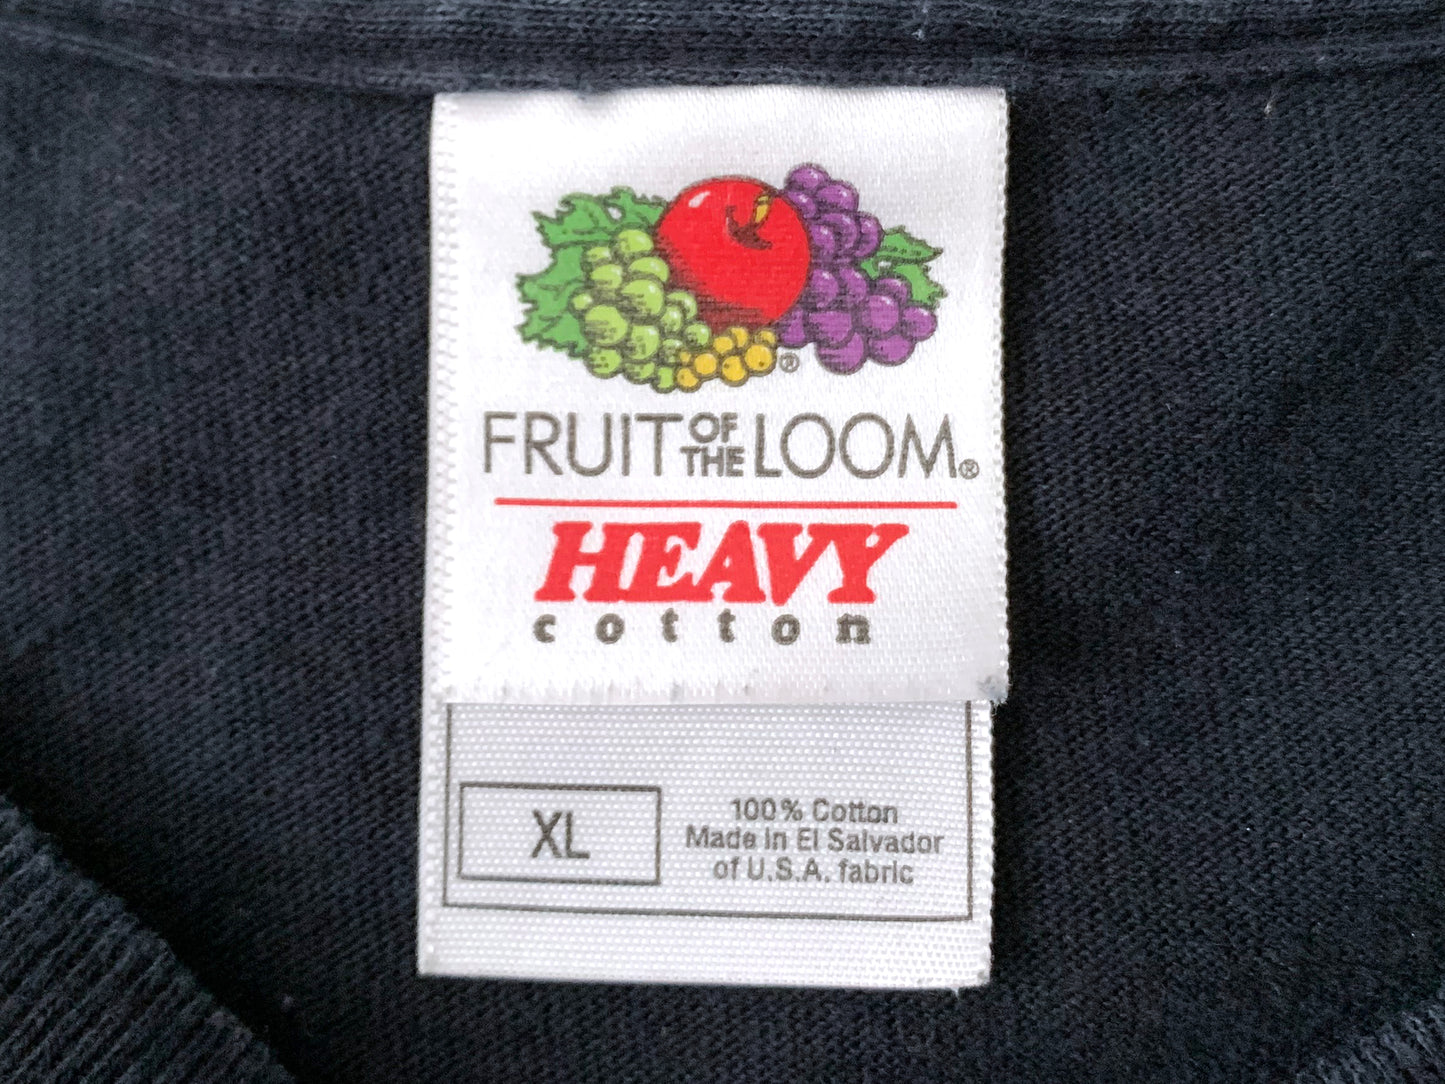 ®
FRUIT OF THE LOOM®
HEAVY
cotton
XL
100% Cotton
Made in El Salvador
of U.S.A. fabric